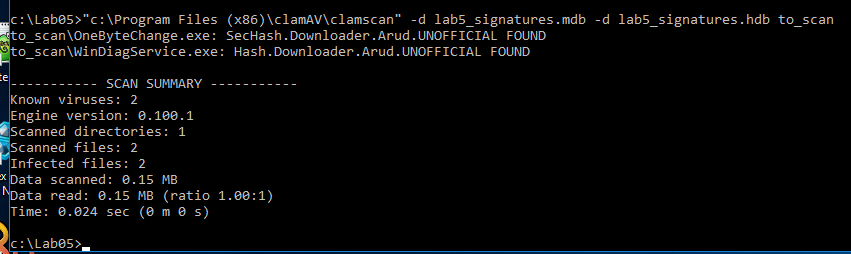 c:\Lab05>"c:\Program Files (x86)\clamAV\clamscan" -d lab5_signatures.mdb -d lab5_signatures.hdb to_scan
to_scan\OneByteChange.exe: SecHash.Downloader.Arud.UNOFFICIAL FOUND
to_scan\WinDiagService.exe: Hash.Downloader.Arud.UNOFFICIAL FOUND
----------- SCAN SUMMARY -----------
Known viruses: 2
Engine version: 0.100.1
Scanned directories: 1
Scanned files: 2
Infected files: 2
Data scanned: 0.15 MB
Data read: 0.15 MB (ratio 1.00:1)
Time: 0.024 sec (0 m 0 s)
c:\Lab05>